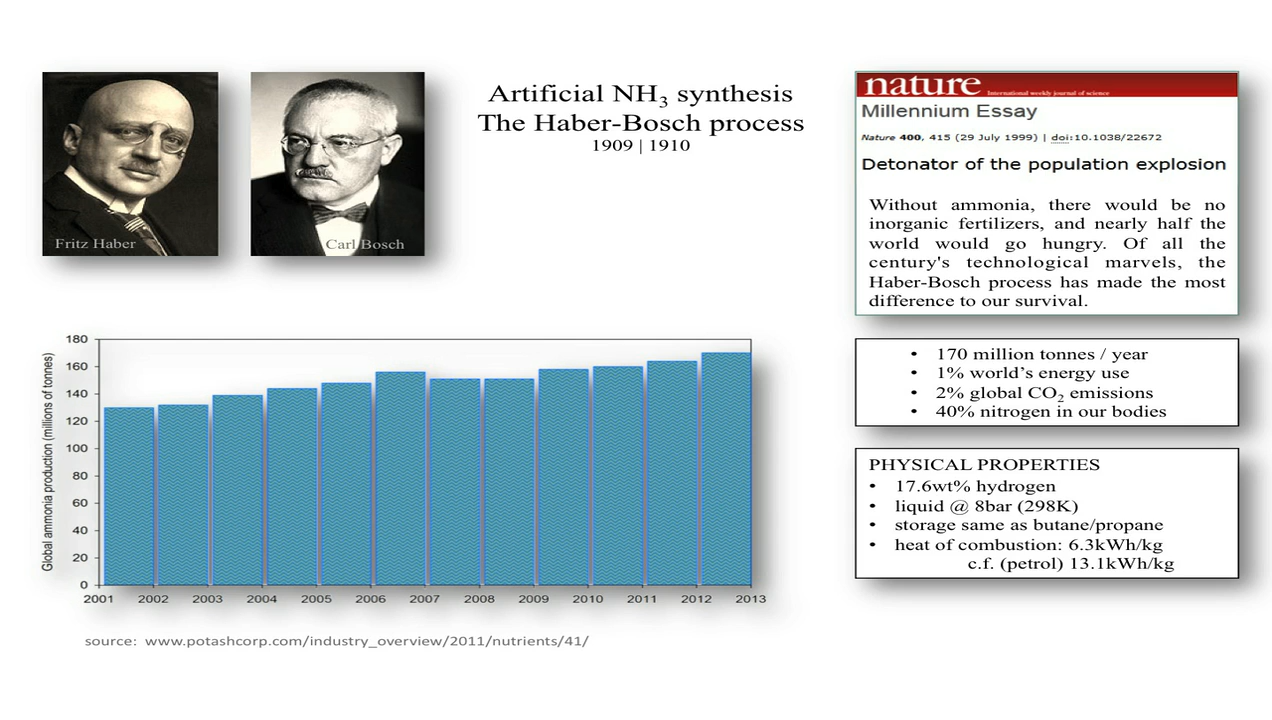 Artificial NH₃ synthesis
The Haber-Bosch process
1909 | 1910
Fritz Haber
Carl Bosch
nature
International weekly journal of science
Millennium Essay
Nature 400, 415 (29 July 1999) | doi:10.1038/22672
Detonator of the population explosion
Without ammonia, there would be no
inorganic fertilizers, and nearly half the
world would go hungry. Of all the
century's technological marvels, the
Haber-Bosch process has made the most
difference to our survival.
• 170 million tonnes / year
• 1% world’s energy use
• 2% global CO₂ emissions
• 40% nitrogen in our bodies
PHYSICAL PROPERTIES
• 17.6wt% hydrogen
• liquid @ 8bar (298K)
• storage same as butane/propane
• heat of combustion: 6.3kWh/kg
c.f. (petrol) 13.1kWh/kg
Global ammonia production (millions of tonnes)
180
160
140
120
100
80
60
40
20
0
2001 2002 2003 2004 2005 2006 2007 2008 2009 2010 2011 2012 2013
source: www.potashcorp.com/industry_overview/2011/nutrients/41/